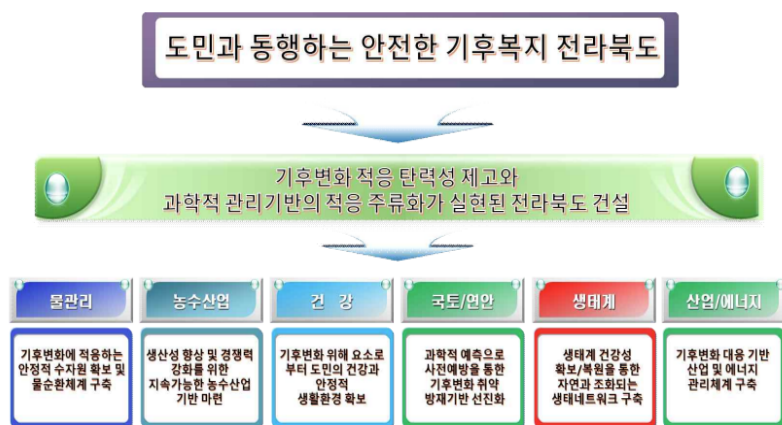 도민과 동행하는 안전한 기후복지 전라북도
기후변화 적응 탄력성 제고와
과학적 관리기반의 적응 주류화가 실현된 전라북도 건설
물관리
기후변화에 적응하는
안정적 수자원 확보 및
물순환체계 구축
농수산업
생산성 향상 및 경쟁력
강화를 위한
지속가능한 농수산업
기반 마련
건 강
기후변화 위해 요소로
부터 도민의 건강과
안정적
생활환경 확보
국토/연안
과학적 예측으로
사전예방을 통한
기후변화 취약
방재기반 선진화
생태계
생태계 건강성
확보/복원을 통한
자연과 조화되는
생태네트워크 구축
산업/에너지
기후변화 대응 기반
산업 및 에너지
관리체계 구축